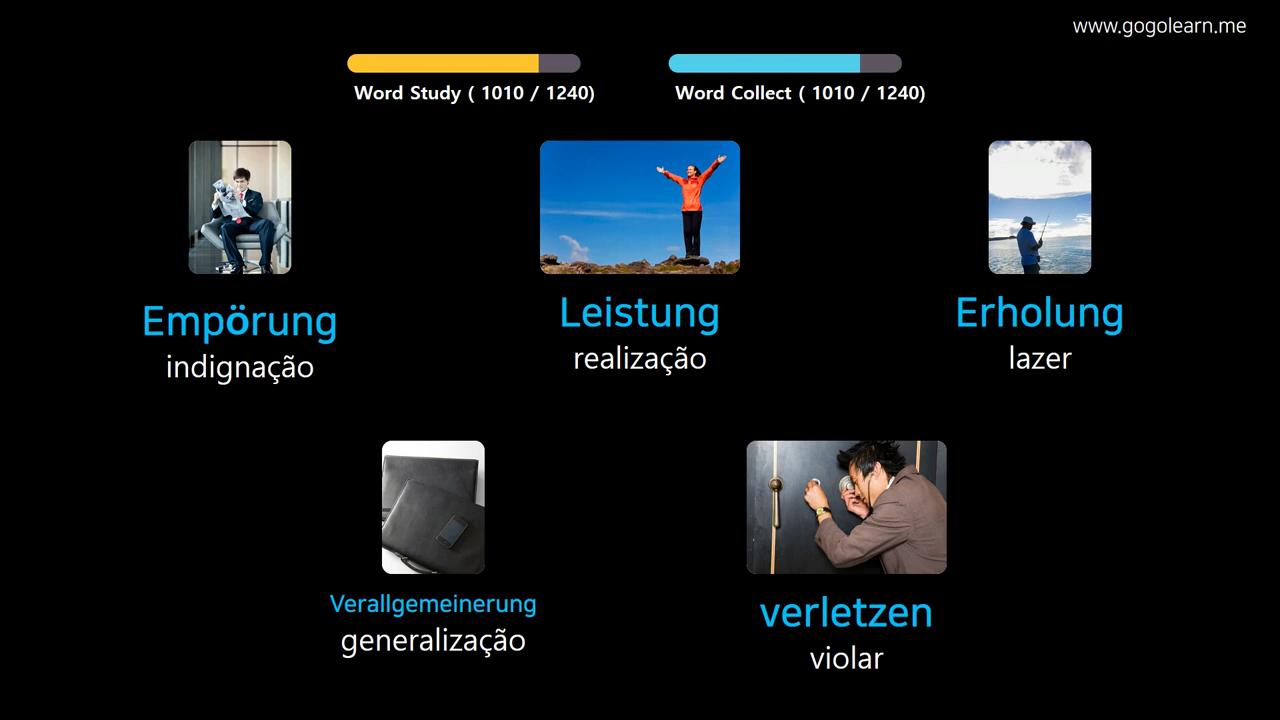 www.gogolearn.me
Word Study ( 1010 / 1240)
Word Collect ( 1010 / 1240)
Empörung
indignação
Leistung
realização
Erholung
lazer
Verallgemeinerung
generalização
verletzen
violar